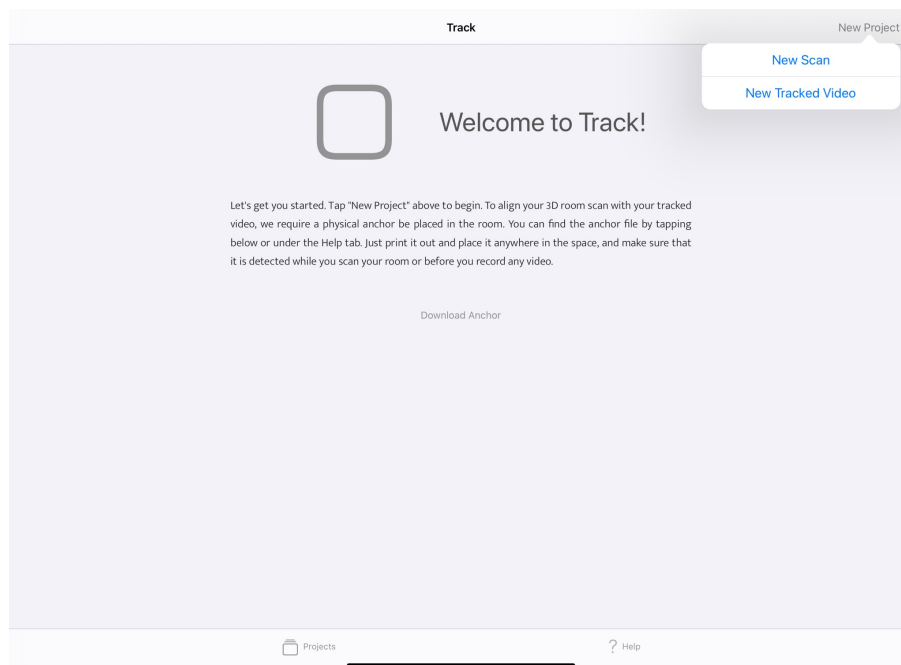 Track
New Project
New Scan
New Tracked Video
Welcome to Track!
Let's get you started. Tap "New Project" above to begin. To align your 3D room scan with your tracked
video, we require a physical anchor be placed in the room. You can find the anchor file by tapping
below or under the Help tab. Just print it out and place it anywhere in the space, and make sure that
it is detected while you scan your room or before you record any video.
Download Anchor
Projects
Help